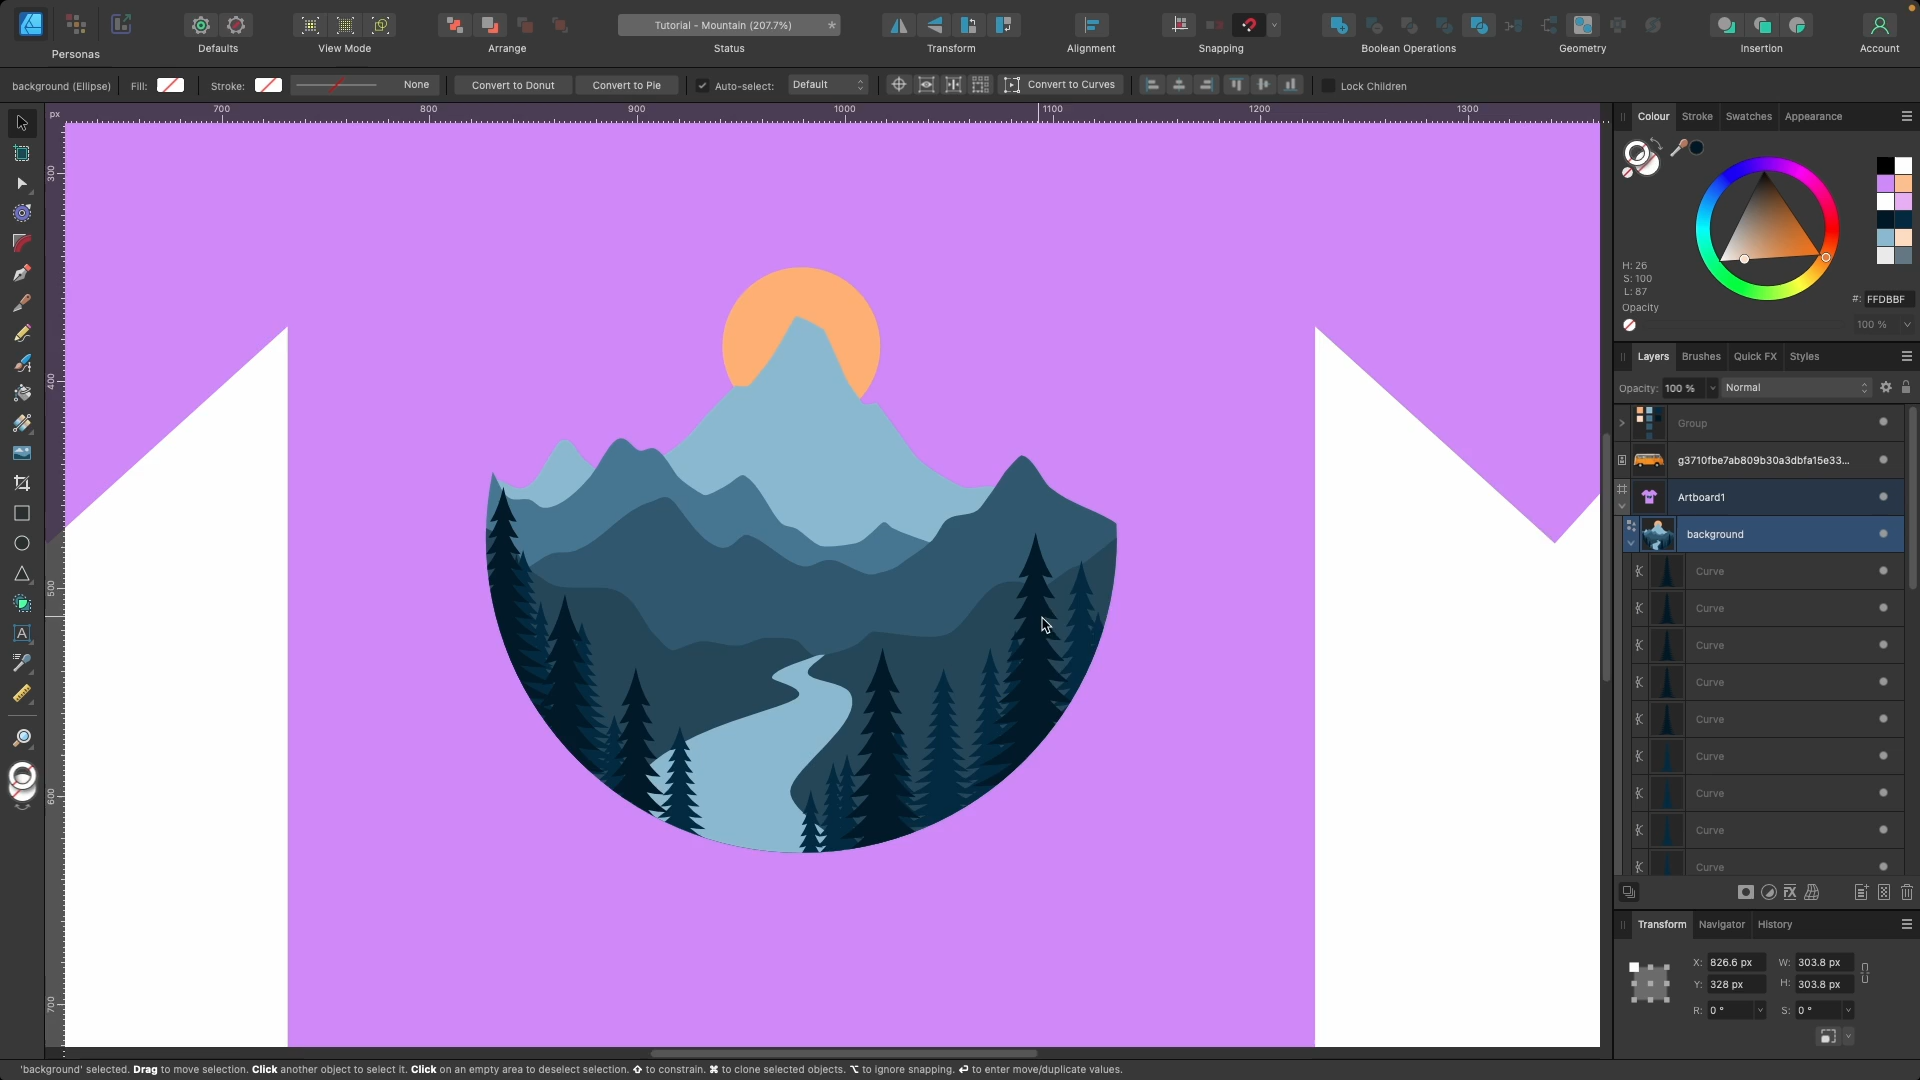 Tutorial - Mountain (207.7%)
*
Personas
Defaults
View Mode
Arrange
Status
Transform
Alignment
Snapping
Boolean Operations
Geometry
Insertion
Account
background (Ellipse)
Fill:
Stroke:
None
Convert to Donut
Convert to Pie
Auto-select:
Default
Convert to Curves
Lock Children
px
700
800
900
1000
1100
1200
1300
300
400
500
600
700
Colour
Stroke
Swatches
Appearance
H: 26
S: 100
L: 87
#: FFDBBF
Opacity
100 %
Layers
Brushes
Quick FX
Styles
Opacity: 100 %
Normal
Group
g3710fbe7ab809b30a3dbfa15e33...
Artboard1
background
Curve
Curve
Curve
Curve
Curve
Curve
Curve
Curve
Curve
Transform
Navigator
History
X: 826.6 px
W: 303.8 px
Y: 328 px
H: 303.8 px
R: 0 °
S: 0 °
'background' selected. Drag to move selection. Click another object to select it. Click on an empty area to deselect selection. ⇧ to constrain. ⌘ to clone selected objects. ⌥ to ignore snapping. ↩ to enter move/duplicate values.